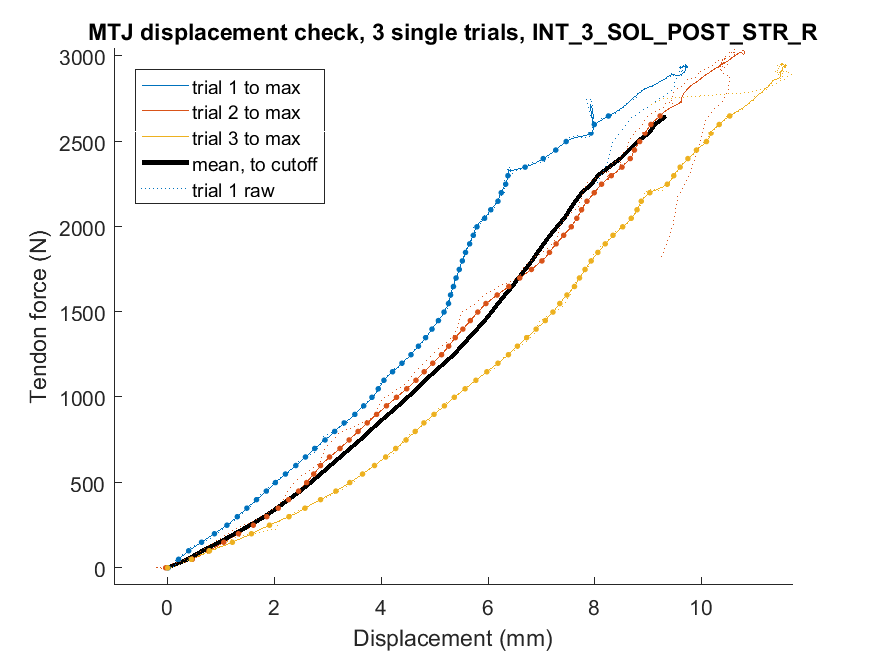 MTJ displacement check, 3 single trials, INT_3_SOL_POST_STR_R
3000
2500
2000
1500
1000
500
0
Tendon force (N)
trial 1 to max
trial 2 to max
trial 3 to max
mean, to cutoff
trial 1 raw
0 2 4 6 8 10
Displacement (mm)